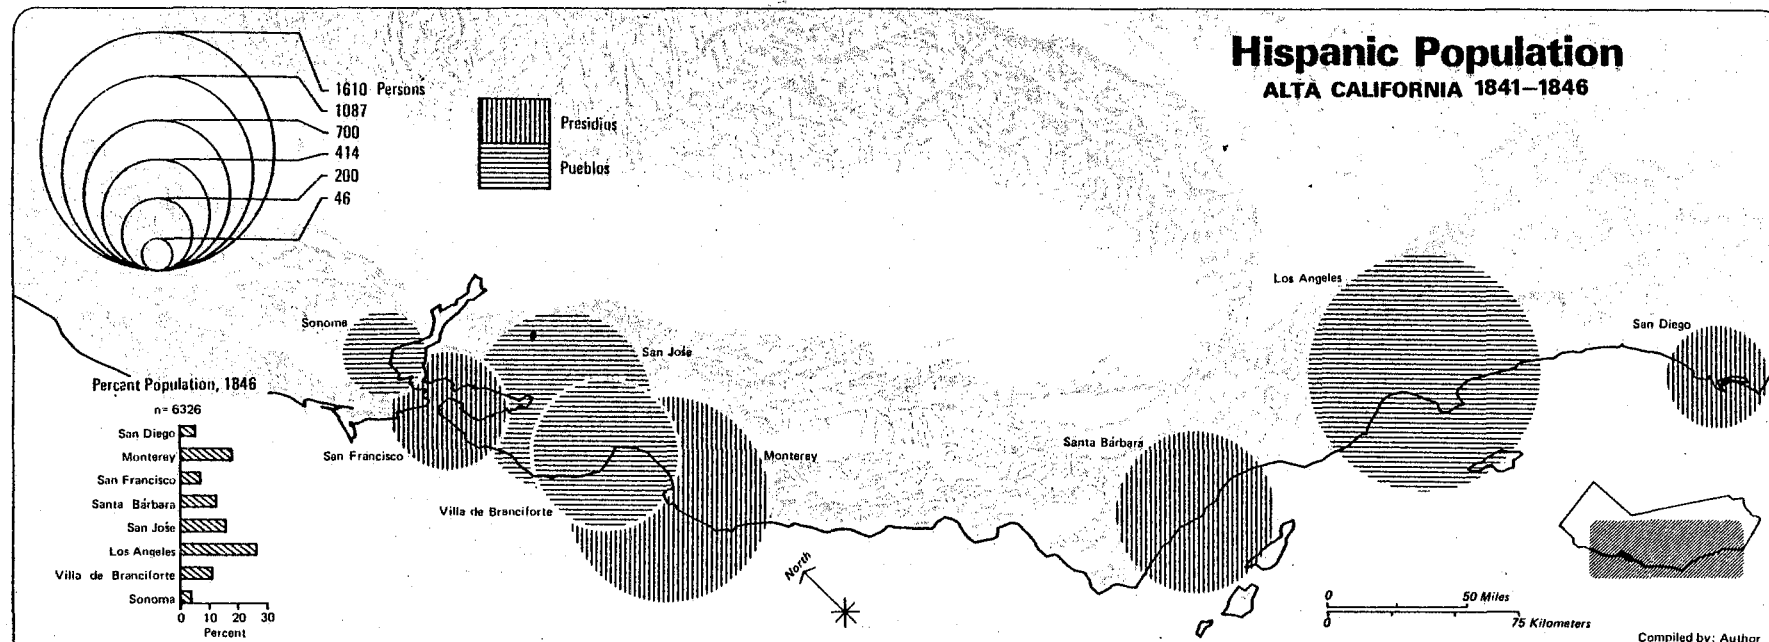 Hispanic Population
ALTA CALIFORNIA 1841–1846
1610 Persons
1087
700
414
200
46
Presidios
Pueblos
Los Angeles
San Diego
Sonoma
San José
San Francisco
Monterey
Santa Bárbara
Villa de Branciforte
Percent Population, 1846
n= 6326
San Diego
Monterey
San Francisco
Santa Bárbara
San José
Los Angeles
Villa de Branciforte
Sonoma
0 10 20 30
Percent
North
0 50 Miles
0 75 Kilometers
Compiled by: Author